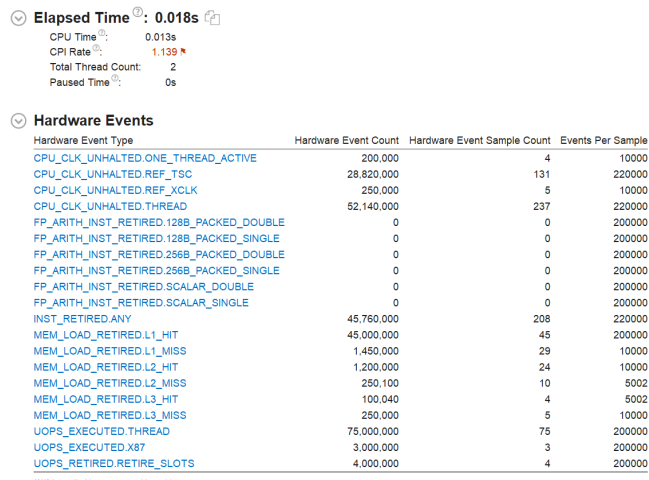 Elapsed Time: 0.018s
CPU Time: 0.013s
CPI Rate: 1.139
Total Thread Count: 2
Paused Time: 0s
Hardware Events
Hardware Event Type Hardware Event Count Hardware Event Sample Count Events Per Sample
CPU_CLK_UNHALTED.ONE_THREAD_ACTIVE 200,000 4 10000
CPU_CLK_UNHALTED.REF_TSC 28,820,000 131 220000
CPU_CLK_UNHALTED.REF_XCLK 250,000 5 10000
CPU_CLK_UNHALTED.THREAD 52,140,000 237 220000
FP_ARITH_INST_RETIRED.128B_PACKED_DOUBLE 0 0 200000
FP_ARITH_INST_RETIRED.128B_PACKED_SINGLE 0 0 200000
FP_ARITH_INST_RETIRED.256B_PACKED_DOUBLE 0 0 200000
FP_ARITH_INST_RETIRED.256B_PACKED_SINGLE 0 0 200000
FP_ARITH_INST_RETIRED.SCALAR_DOUBLE 0 0 200000
FP_ARITH_INST_RETIRED.SCALAR_SINGLE 0 0 200000
INST_RETIRED.ANY 45,760,000 208 220000
MEM_LOAD_RETIRED.L1_HIT 45,000,000 45 200000
MEM_LOAD_RETIRED.L1_MISS 1,450,000 29 10000
MEM_LOAD_RETIRED.L2_HIT 1,200,000 24 10000
MEM_LOAD_RETIRED.L2_MISS 250,100 10 5002
MEM_LOAD_RETIRED.L3_HIT 100,040 4 5002
MEM_LOAD_RETIRED.L3_MISS 250,000 5 10000
UOPS_EXECUTED.THREAD 75,000,000 75 200000
UOPS_EXECUTED.X87 3,000,000 3 200000
UOPS_RETIRED.RETIRE_SLOTS 4,000,000 4 200000